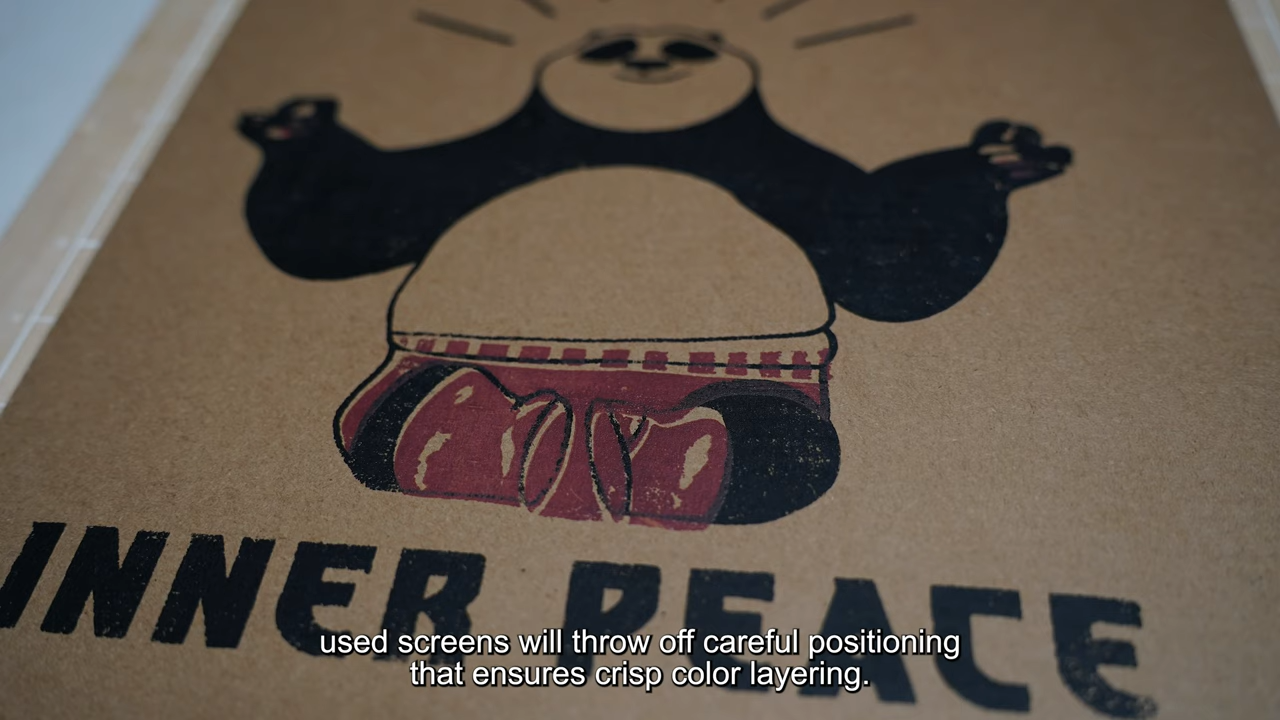 INNER PEACE
used screens will throw off careful positioning
that ensures crisp color layering.